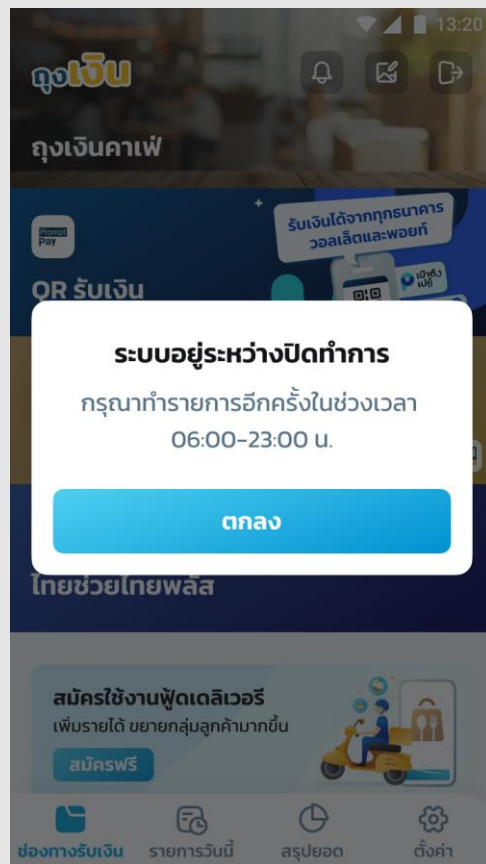 13:20
ถุงเงิน
ถุงเงินคาเฟ่
รับเงินได้จากทุกธนาคาร
วอลเล็ตและพอยท์
Prompt
Pay
เป๋าตัง
เปย์
QR รับเงิน
ระบบอยู่ระหว่างปิดทำการ
กรุณาทำรายการอีกครั้งในช่วงเวลา
06:00-23:00 น.
ตกลง
ไทยช่วยไทยพลัส
สมัครใช้งานฟู้ดเดลิเวอรี
เพิ่มรายได้ ขยายกลุ่มลูกค้ามากขึ้น
สมัครฟรี
ช่องทางรับเงิน
รายการวันนี้
สรุปยอด
ตั้งค่า